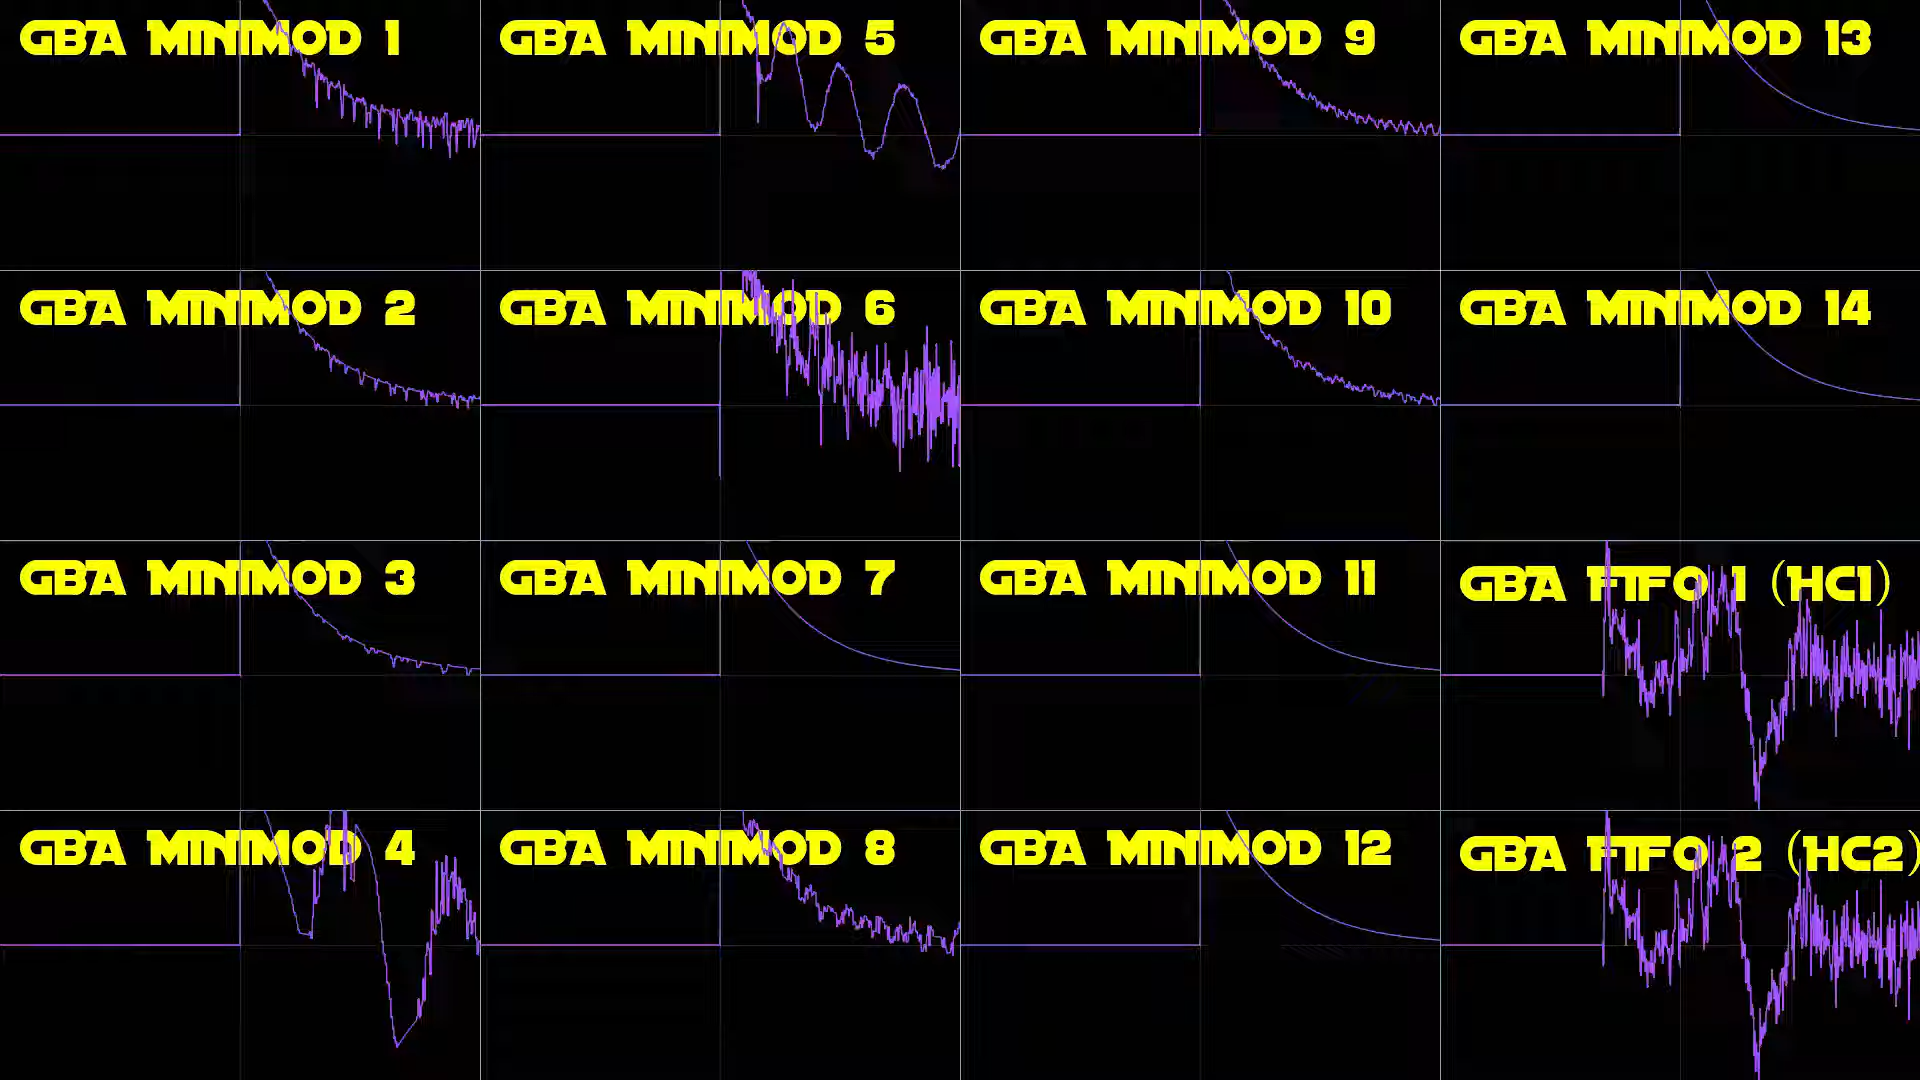 GBA MINIMOD 1
GBA MINIMOD 5
GBA MINIMOD 9
GBA MINIMOD 13
GBA MINIMOD 2
GBA MINIMOD 6
GBA MINIMOD 10
GBA MINIMOD 14
GBA MINIMOD 3
GBA MINIMOD 7
GBA MINIMOD 11
GBA FIFO 1 (HC1)
GBA MINIMOD 4
GBA MINIMOD 8
GBA MINIMOD 12
GBA FIFO 2 (HC2)